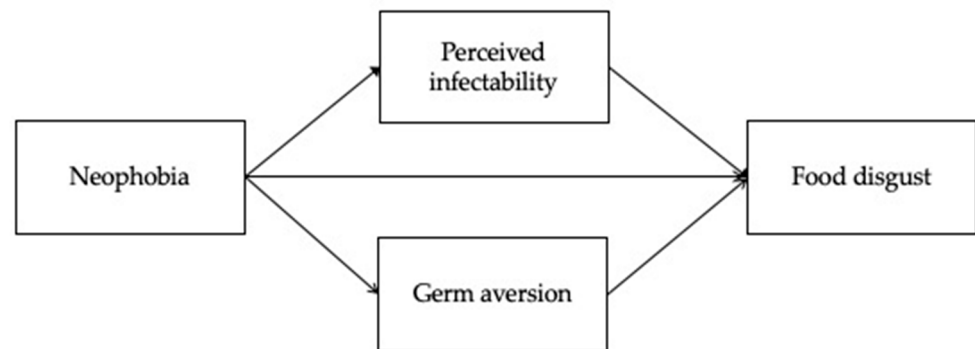 Perceived
infectability
Neophobia
Food disgust
Germ aversion